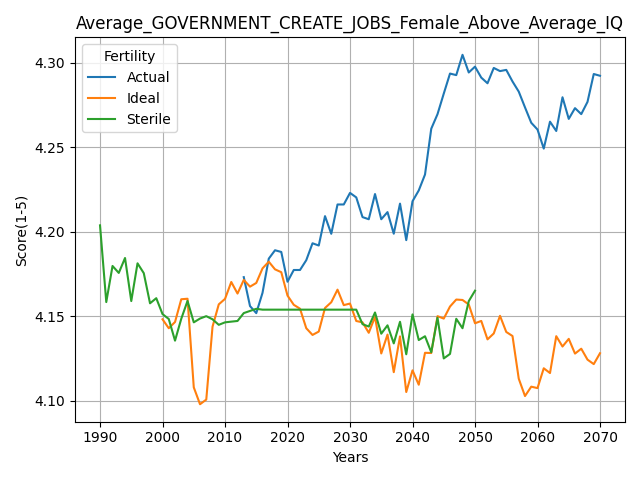 Average_GOVERNMENT_CREATE_JOBS_Female_Above_Average_IQ
Fertility
Actual
Ideal
Sterile
Score(1-5)
4.30
4.25
4.20
4.15
4.10
1990 2000 2010 2020 2030 2040 2050 2060 2070
Years